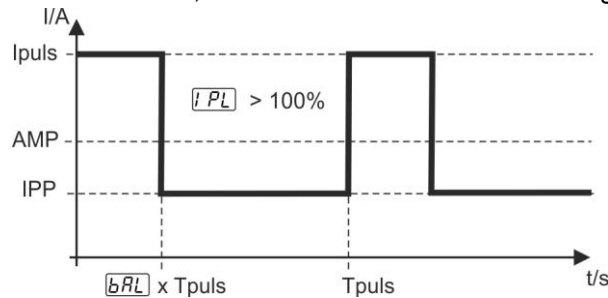 I/A
Ipuls
IPL > 100%
AMP
IPP
bAL x Tpuls
Tpuls
t/s